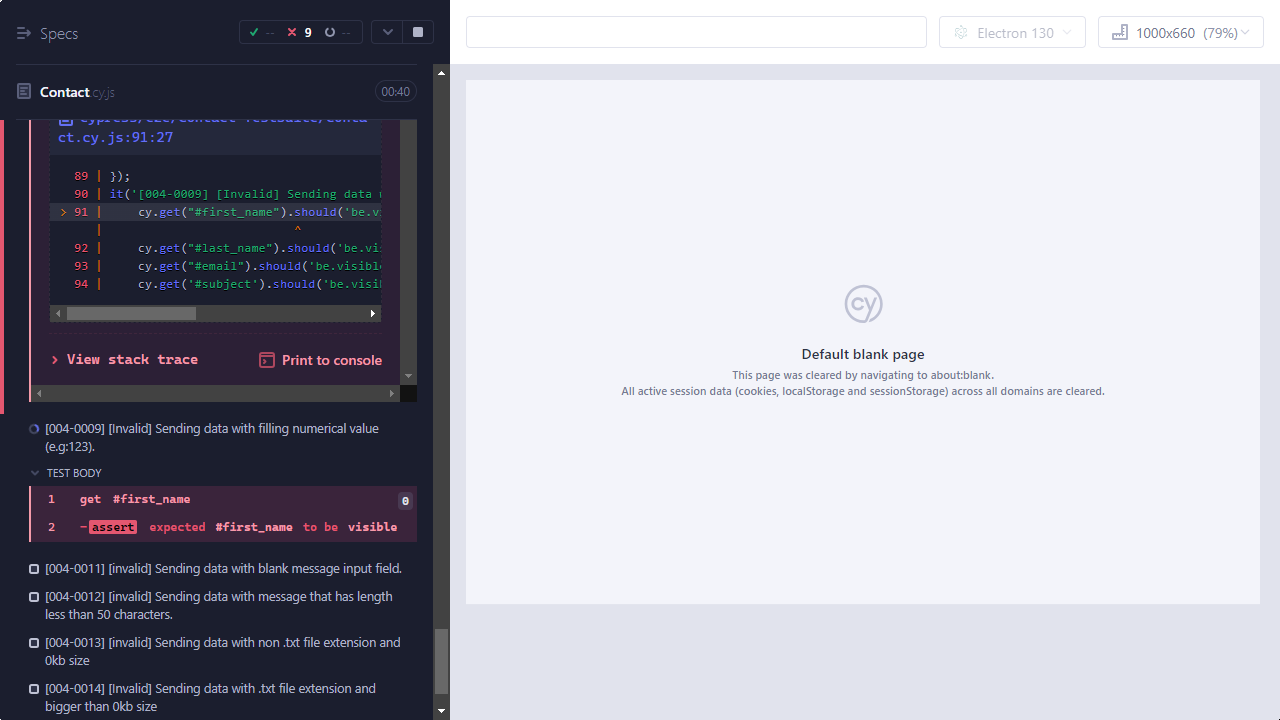 Specs
-- 9 --
Electron 130
1000x660 (79%)
Contact.cy.js
00:40
ct.cy.js:91:27
89 | });
90 | it('[004-0009] [Invalid] Sending data
> 91 | cy.get("#first_name").should('be.vi
| ^
92 | cy.get("#last_name").should('be.vis
93 | cy.get("#email").should('be.visible
94 | cy.get('#subject').should('be.visib
View stack trace
Print to console
[004-0009] [Invalid] Sending data with filling numerical value
(e.g:123).
TEST BODY
1 get #first_name 0
2 -assert expected #first_name to be visible
[004-0011] [invalid] Sending data with blank message input field.
[004-0012] [invalid] Sending data with message that has length
less than 50 characters.
[004-0013] [invalid] Sending data with non .txt file extension and
0kb size
[004-0014] [Invalid] Sending data with .txt file extension and
bigger than 0kb size
cy
Default blank page
This page was cleared by navigating to about:blank.
All active session data (cookies, localStorage and sessionStorage) across all domains are cleared.